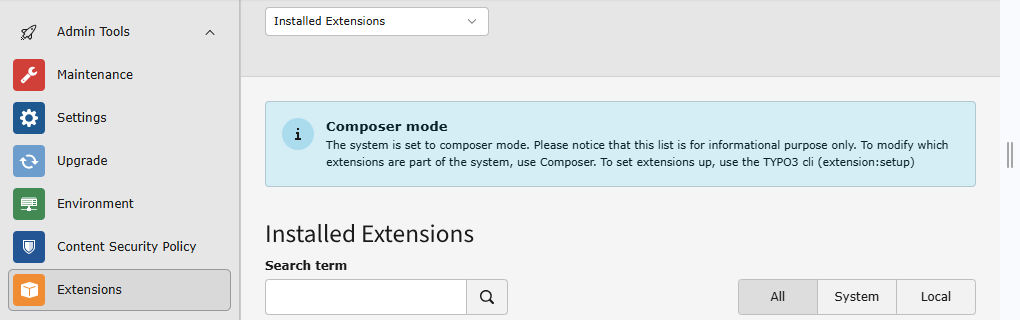 Admin Tools
Maintenance
Settings
Upgrade
Environment
Content Security Policy
Extensions
Installed Extensions
Composer mode
The system is set to composer mode. Please notice that this list is for informational purpose only. To modify which
extensions are part of the system, use Composer. To set extensions up, use the TYPO3 cli (extension:setup)
Installed Extensions
Search term
All
System
Local